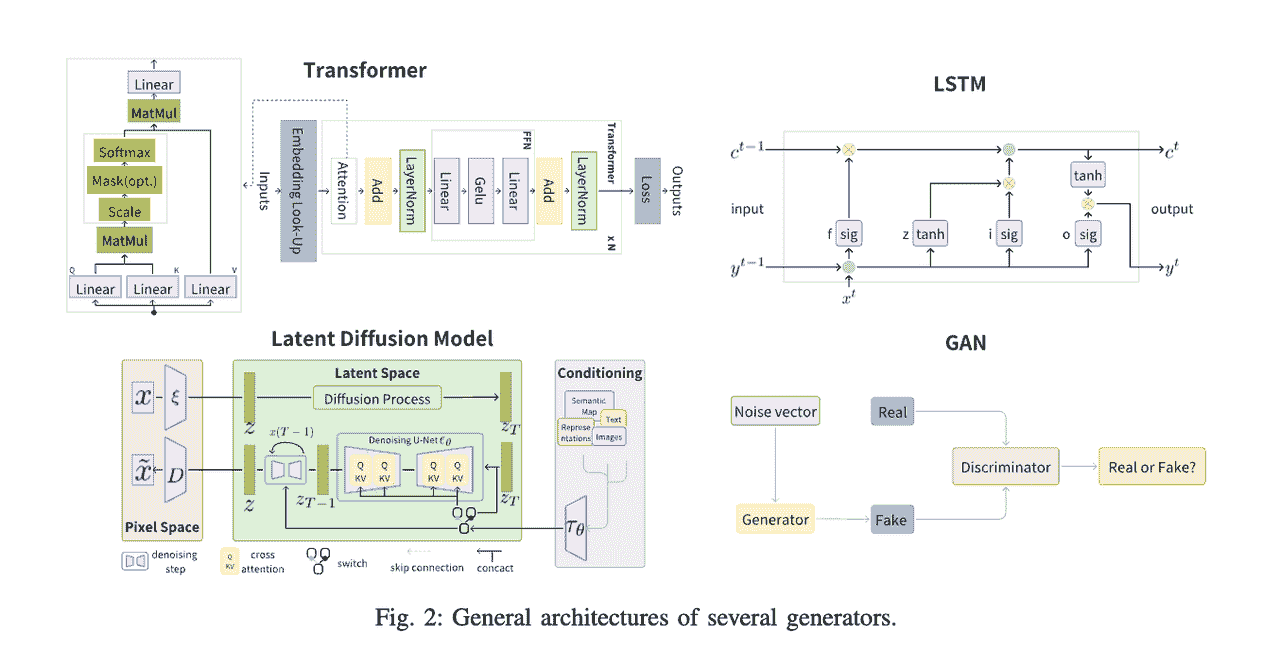 Transformer
Linear
MatMul
Softmax
Mask(opt.)
Scale
MatMul
Q
K
V
Linear
Linear
Linear
Inputs
Embedding Look-Up
Attention
Add
LayerNorm
FFN
Linear
Gelu
Linear
Add
LayerNorm
Transformer
x N
Loss
Outputs
LSTM
c^{t-1}
c^t
tanh
input
output
f sig
z tanh
i sig
o sig
y^{t-1}
y^t
x^t
Latent Diffusion Model
x
ξ
x̃
D
Pixel Space
Latent Space
Diffusion Process
z
z_T
x(T−1)
Denoising U-Net ϵ_θ
Q
KV
Q
KV
Q
KV
Q
KV
z
z_{T−1}
z_T
Conditioning
Semantic
Map
Text
Represe
ntations
Images
τ_θ
denoising
step
Q
KV
cross
attention
switch
skip connection
concact
GAN
Noise vector
Real
Discriminator
Real or Fake?
Generator
Fake
Fig. 2: General architectures of several generators.